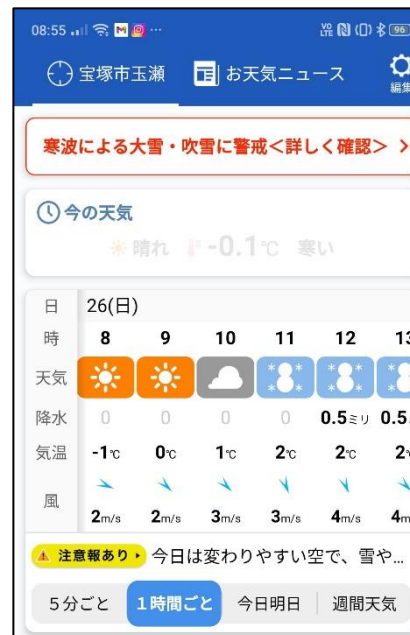 08:55
VO LTE 96
宝塚市玉瀬 お天気ニュース
編集
寒波による大雪・吹雪に警戒<詳しく確認>
今の天気
晴れ -0.1℃ 寒い
日 26(日)
時 8 9 10 11 12 13
天気
降水 0 0 0 0 0.5ミリ 0.5
気温 -1℃ 0℃ 1℃ 2℃ 2℃ 2℃
風
2m/s 2m/s 3m/s 3m/s 4m/s 4m
注意報あり 今日は変わりやすい空で、雪や...
5分ごと 1時間ごと 今日明日 週間天気